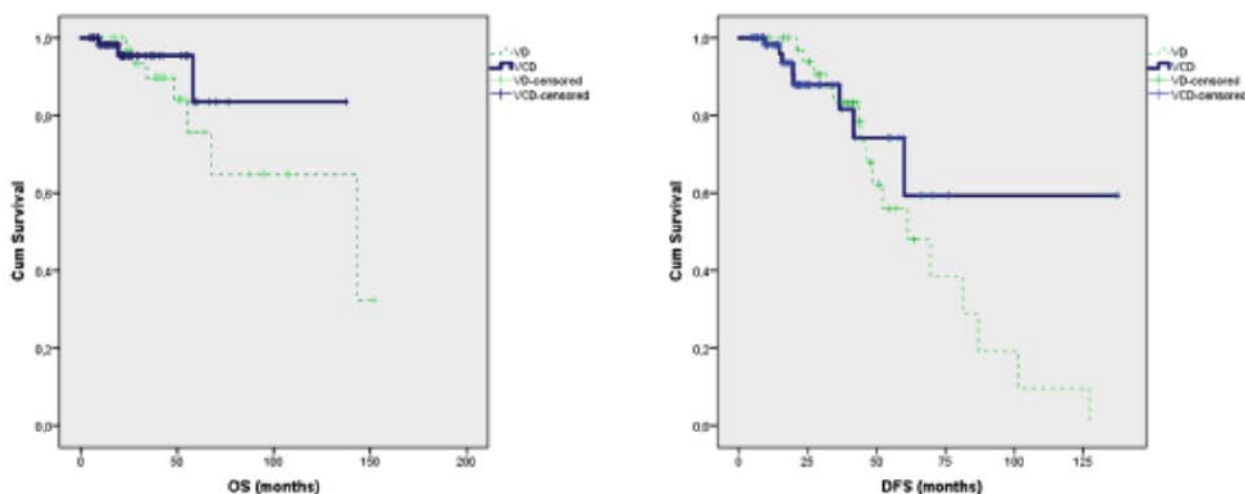 1,0
0,8
0,6
0,4
0,2
0,0
Cum Survival
0
50
100
150
200
OS (months)
VD
VCD
VD-censored
VCD-censored
1,0
0,8
0,6
0,4
0,2
0,0
Cum Survival
0
25
50
75
100
125
DFS (months)
VD
VCD
VD-censored
VCD-censored